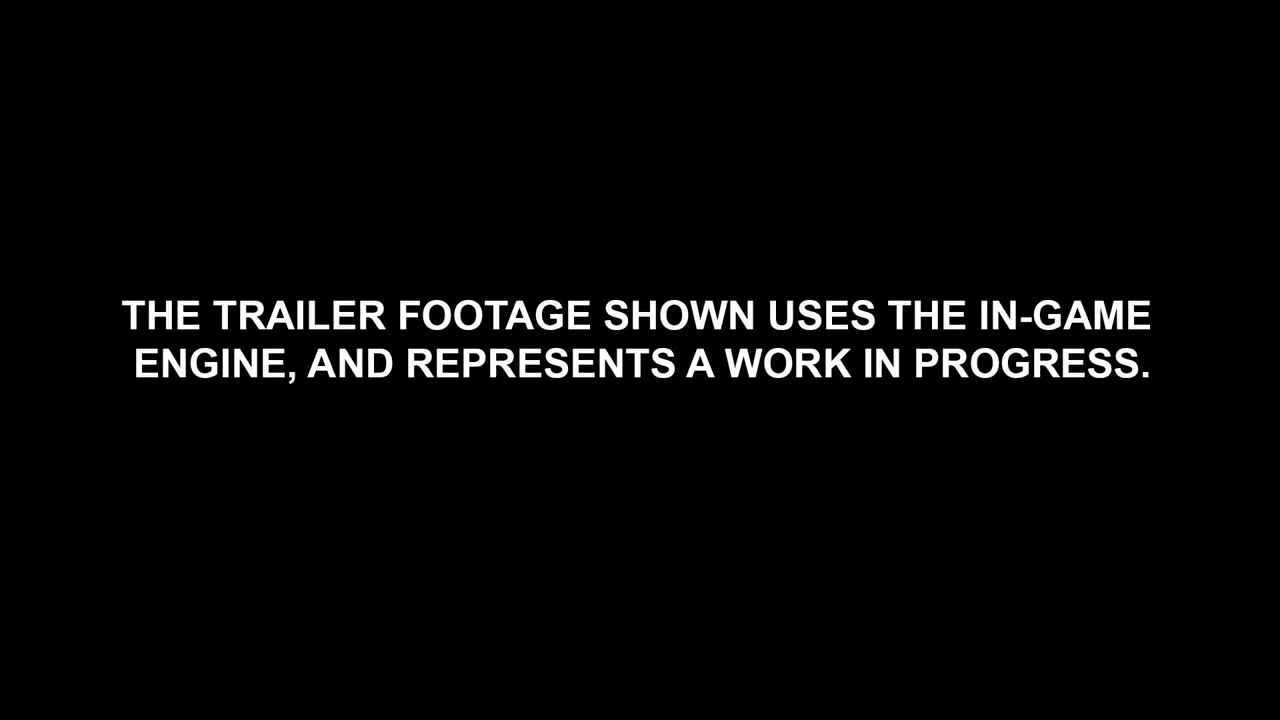 THE TRAILER FOOTAGE SHOWN USES THE IN-GAME
ENGINE, AND REPRESENTS A WORK IN PROGRESS.